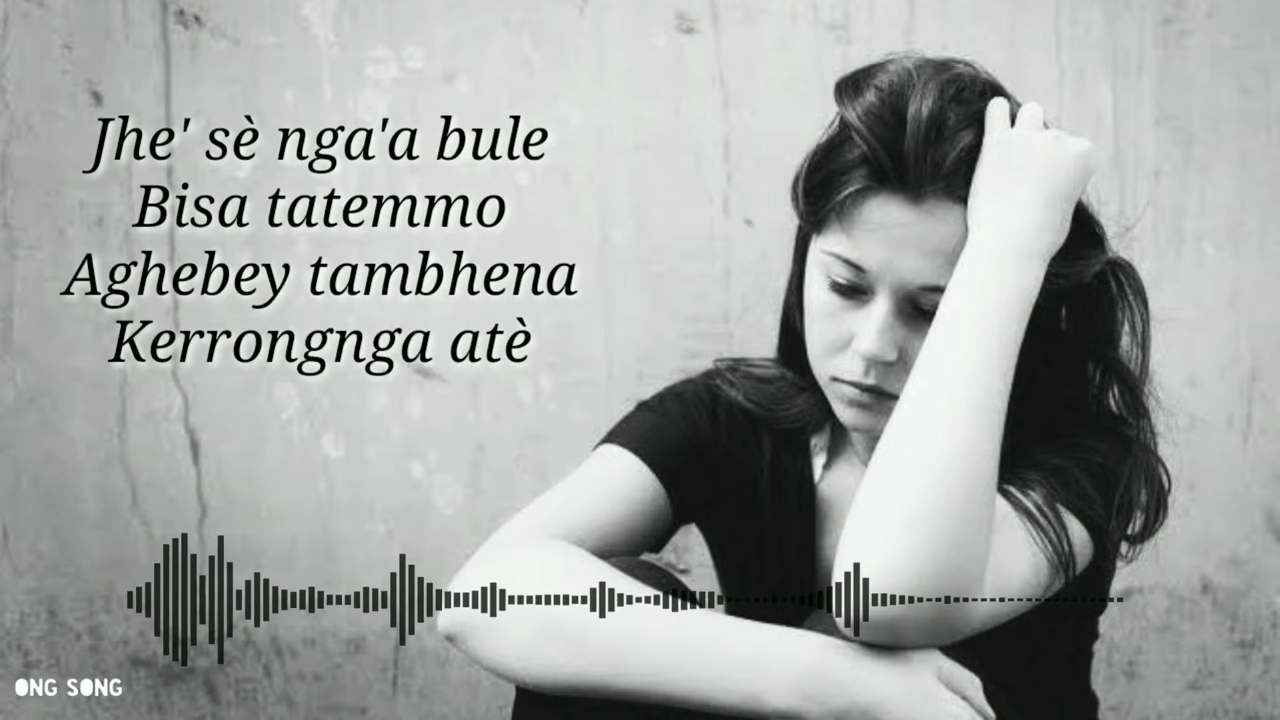 Jhe' sè nga'a bule
Bisa tatemmo
Aghebey tambhena
Kerrongnga atè
ONG SONG